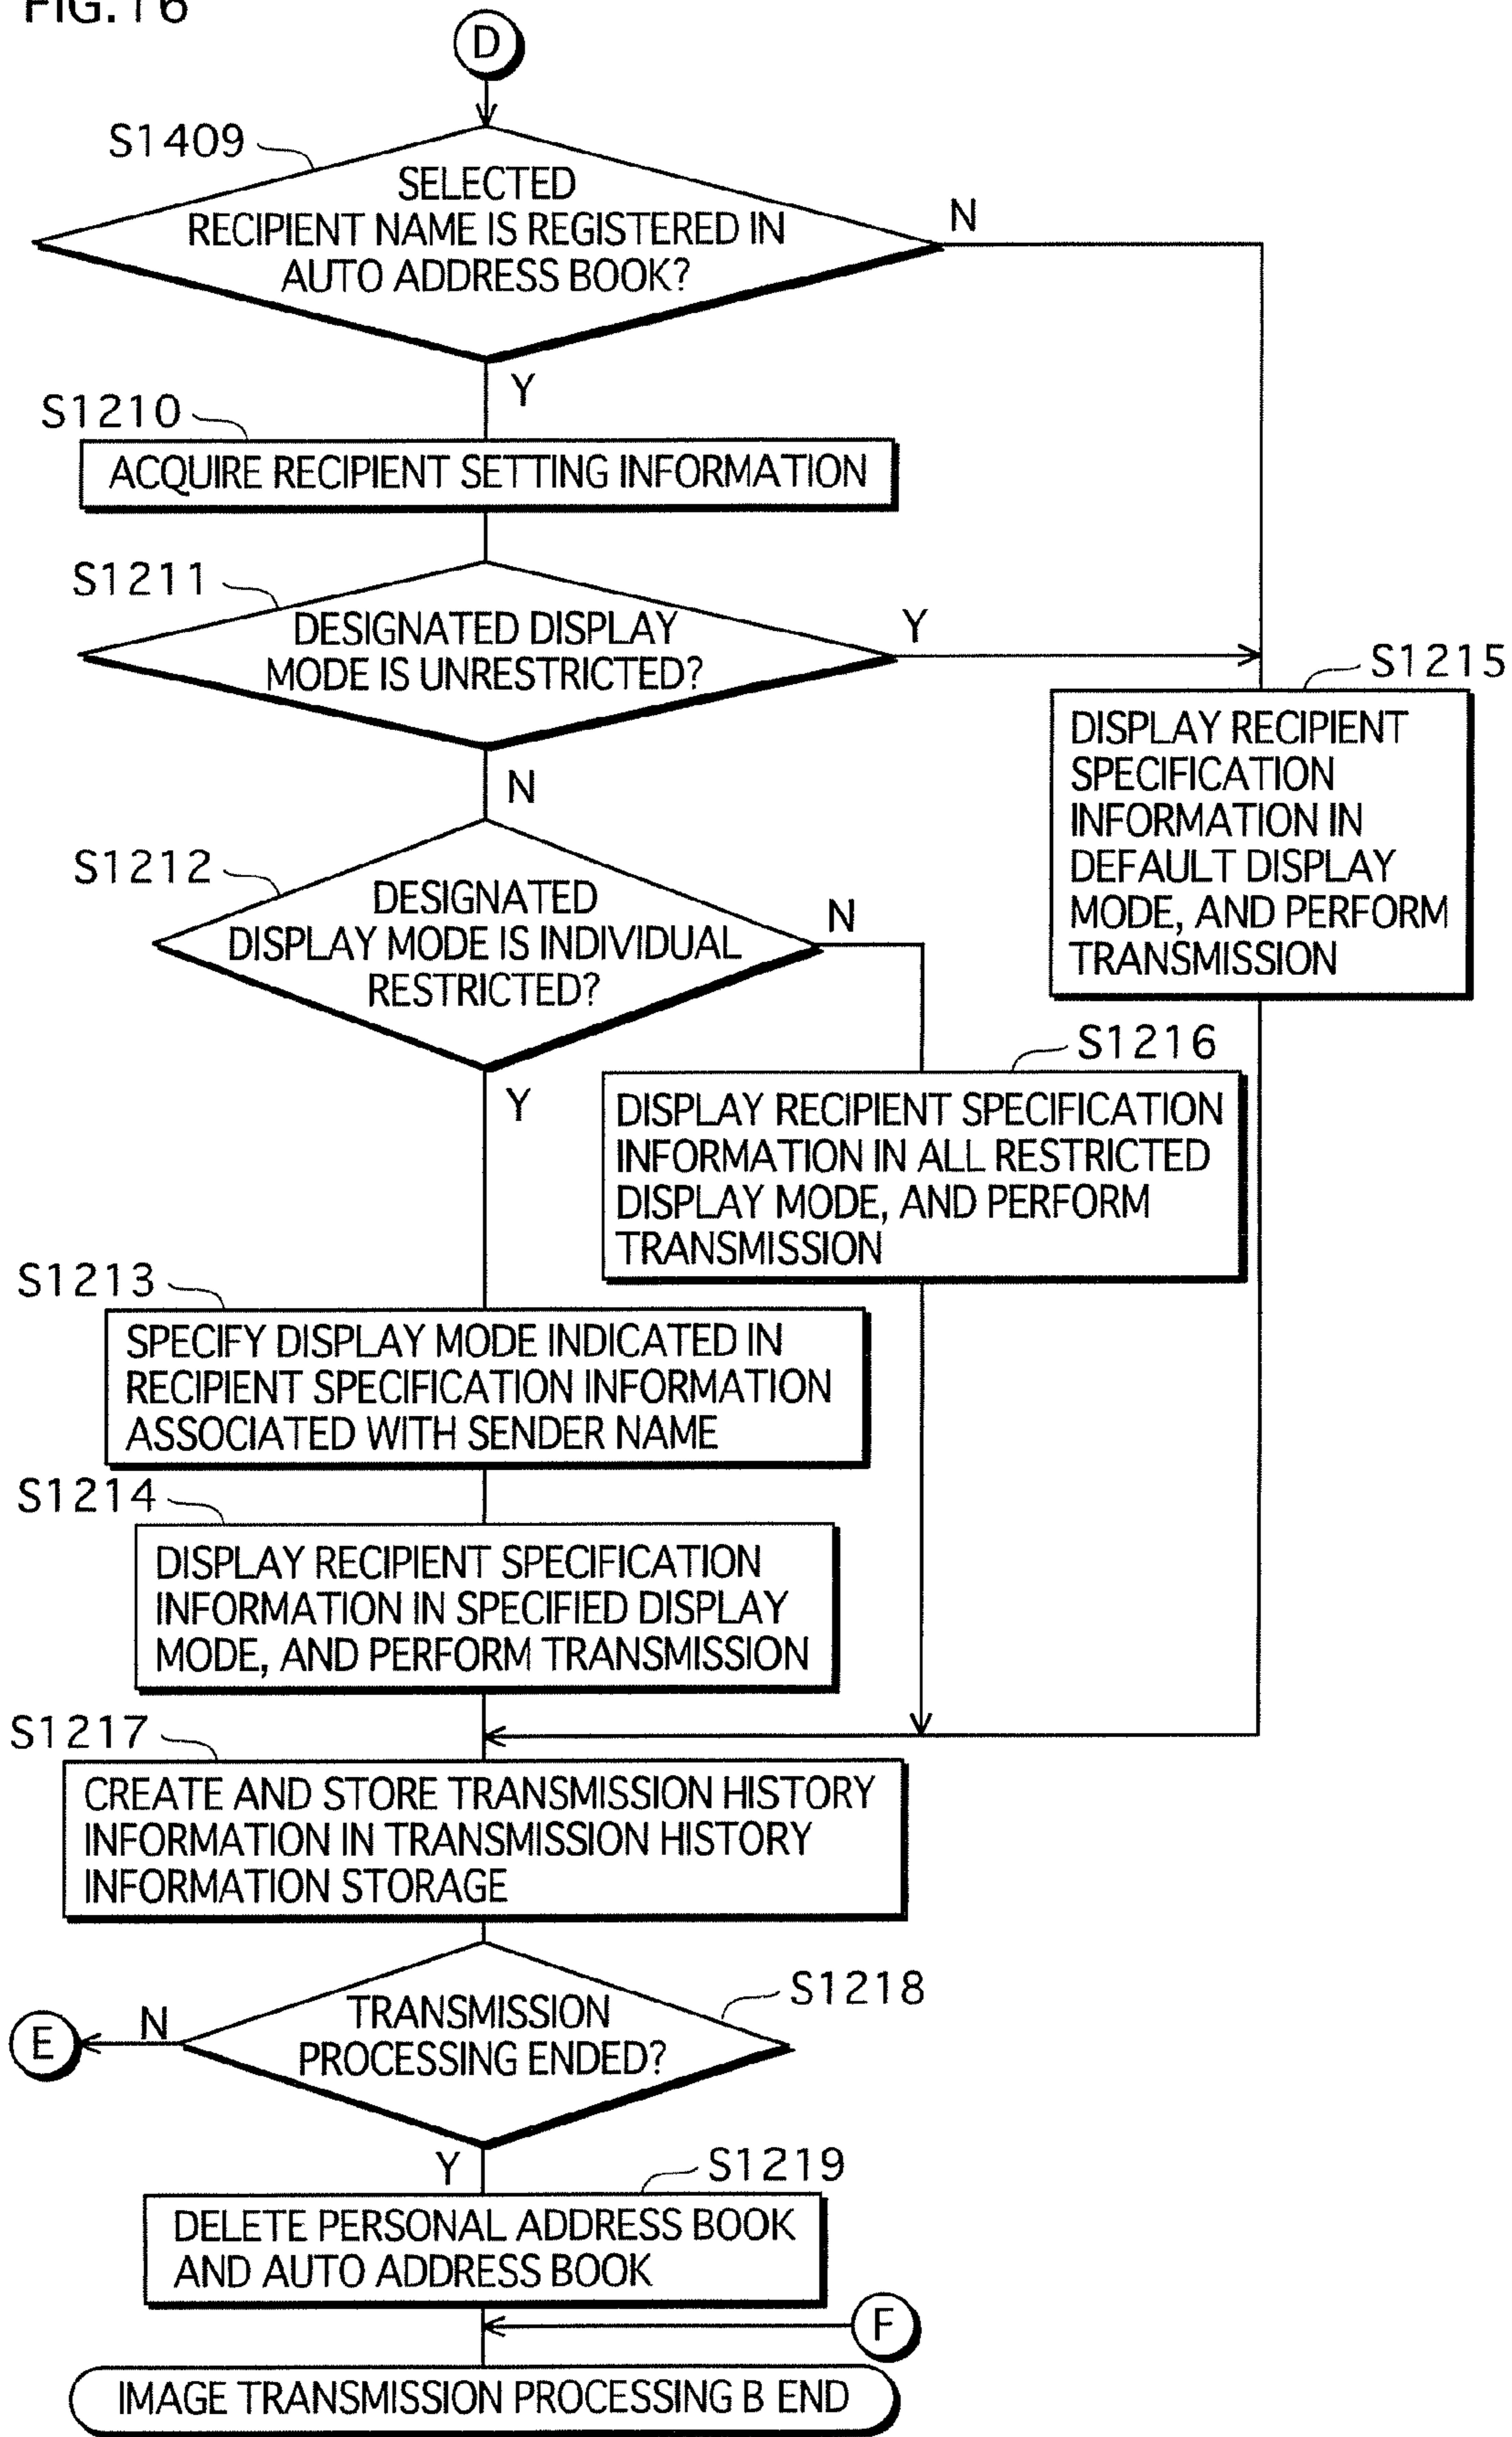 FIG. 16
D
S1409
SELECTED
RECIPIENT NAME IS REGISTERED IN
AUTO ADDRESS BOOK?
N
Y
S1210
ACQUIRE RECIPIENT SETTING INFORMATION
S1211
DESIGNATED DISPLAY
MODE IS UNRESTRICTED?
Y
N
S1215
DISPLAY RECIPIENT
SPECIFICATION
INFORMATION IN
DEFAULT DISPLAY
MODE, AND PERFORM
TRANSMISSION
S1212
DESIGNATED
DISPLAY MODE IS INDIVIDUAL
RESTRICTED?
N
Y
S1216
DISPLAY RECIPIENT SPECIFICATION
INFORMATION IN ALL RESTRICTED
DISPLAY MODE, AND PERFORM
TRANSMISSION
S1213
SPECIFY DISPLAY MODE INDICATED IN
RECIPIENT SPECIFICATION INFORMATION
ASSOCIATED WITH SENDER NAME
S1214
DISPLAY RECIPIENT SPECIFICATION
INFORMATION IN SPECIFIED DISPLAY
MODE, AND PERFORM TRANSMISSION
S1217
CREATE AND STORE TRANSMISSION HISTORY
INFORMATION IN TRANSMISSION HISTORY
INFORMATION STORAGE
S1218
TRANSMISSION
PROCESSING ENDED?
N
E
Y
S1219
DELETE PERSONAL ADDRESS BOOK
AND AUTO ADDRESS BOOK
F
IMAGE TRANSMISSION PROCESSING B END